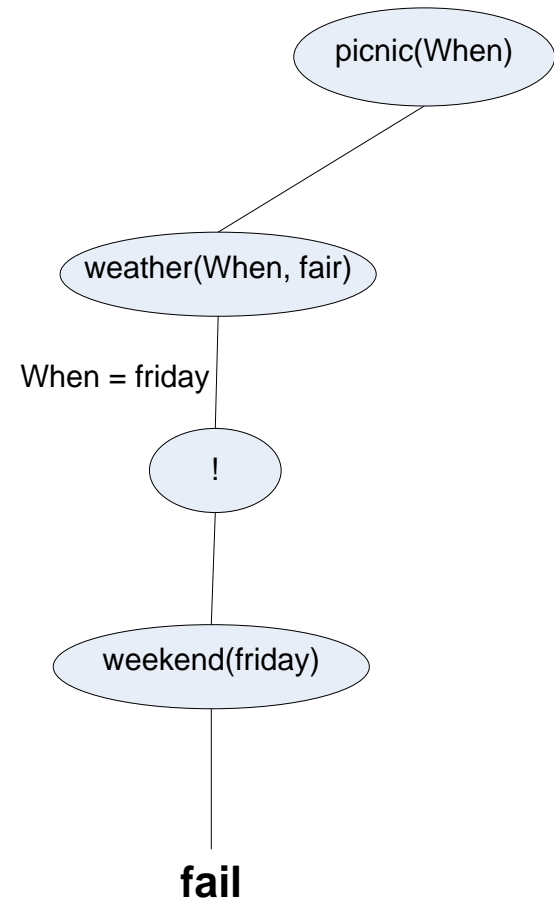 picnic(When)
weather(When, fair)
When = friday
!
weekend(friday)
fail